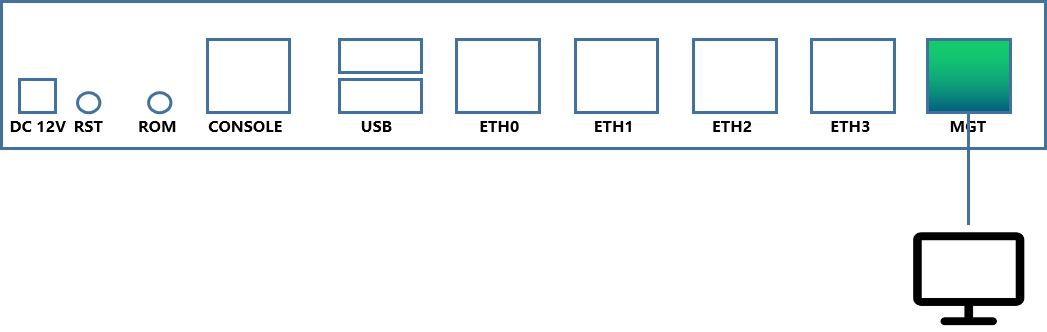 DC 12V RST ROM CONSOLE USB ETH0 ETH1 ETH2 ETH3 MGT